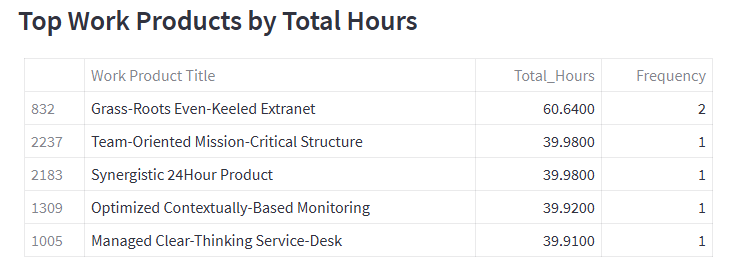 Top Work Products by Total Hours
Work Product Title Total_Hours Frequency
832 Grass-Roots Even-Keeled Extranet 60.6400 2
2237 Team-Oriented Mission-Critical Structure 39.9800 1
2183 Synergistic 24Hour Product 39.9800 1
1309 Optimized Contextually-Based Monitoring 39.9200 1
1005 Managed Clear-Thinking Service-Desk 39.9100 1